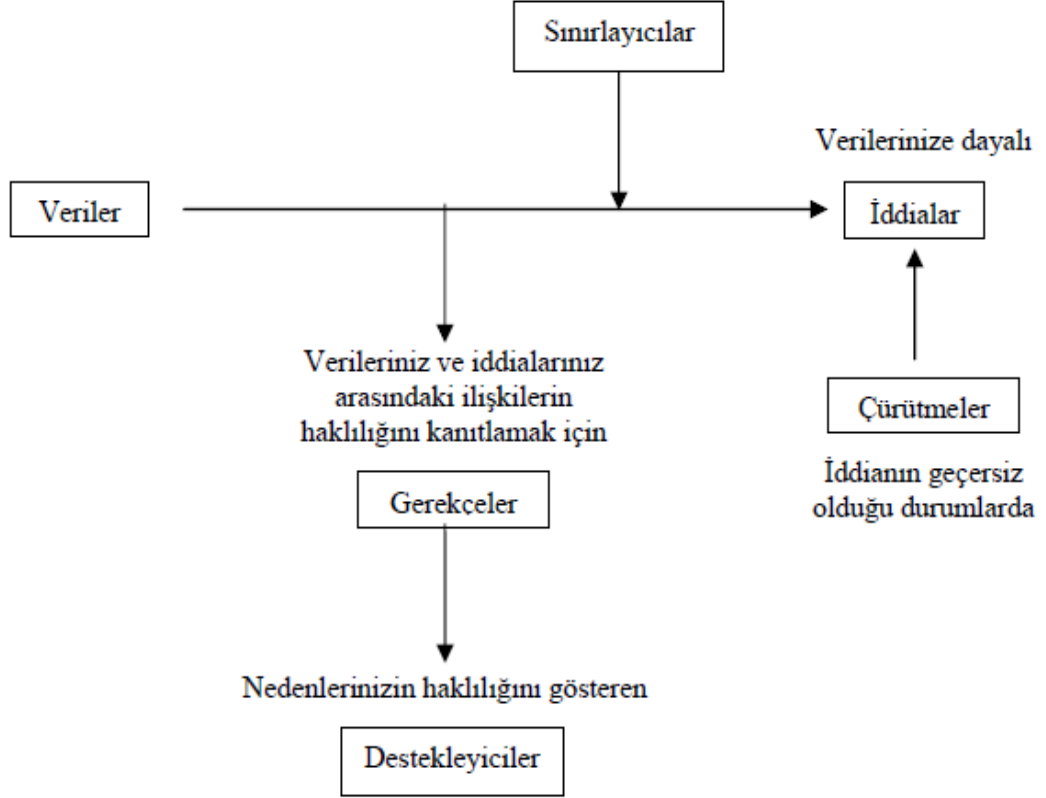 Sınırlayıcılar
Verilerinize dayalı
Veriler
İddialar
Verileriniz ve iddialarınız
arasındaki ilişkilerin
haklılığını kanıtlamak için
Çürütmeler
İddianın geçersiz
olduğu durumlarda
Gerekçeler
Nedenlerinizin haklılığını gösteren
Destekleyiciler